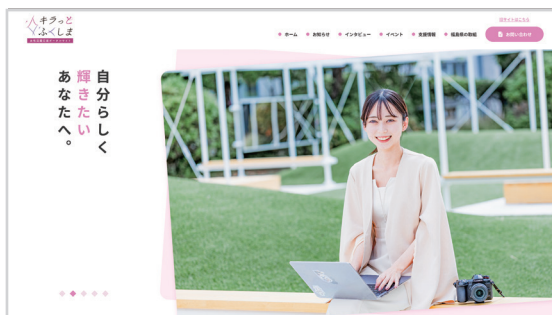 キラっと
ふくしま
ホーム
お知らせ
インタビュー
イベント
支援情報
福島県の取組
お問い合わせ
自分らしく
輝きたい
あなたへ。